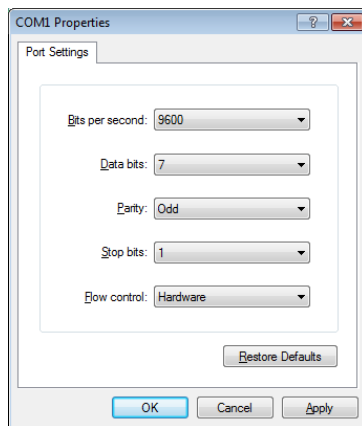 COM1 Properties
Port Settings
Bits per second: 9600
Data bits: 7
Parity: Odd
Stop bits: 1
Flow control: Hardware
Restore Defaults
OK Cancel Apply